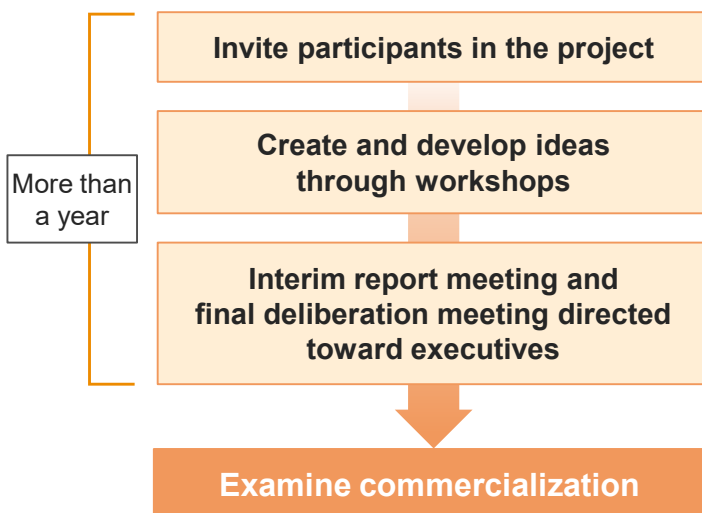 Invite participants in the project
Create and develop ideas
through workshops
More than
a year
Interim report meeting and
final deliberation meeting directed
toward executives
Examine commercialization